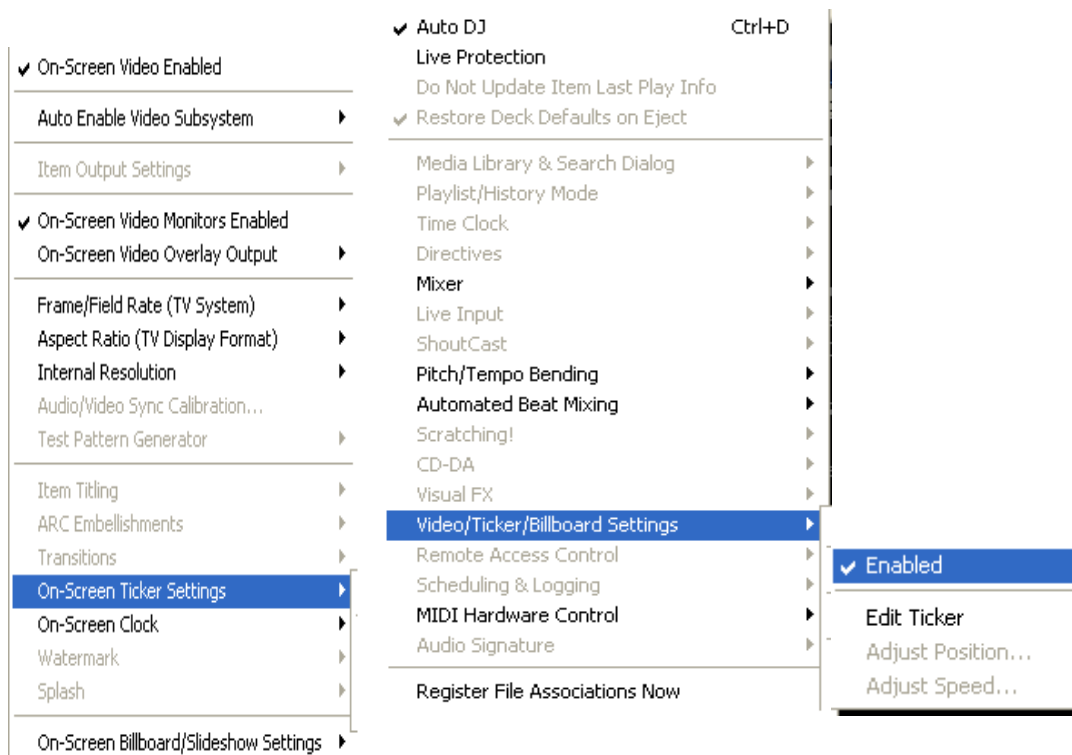 On-Screen Video Enabled
Auto Enable Video Subsystem
Item Output Settings
On-Screen Video Monitors Enabled
On-Screen Video Overlay Output
Frame/Field Rate (TV System)
Aspect Ratio (TV Display Format)
Internal Resolution
Audio/Video Sync Calibration...
Test Pattern Generator
Item Titling
ARC Embellishments
Transitions
On-Screen Ticker Settings
On-Screen Clock
Watermark
Splash
On-Screen Billboard/Slideshow Settings
Auto DJ Ctrl+D
Live Protection
Do Not Update Item Last Play Info
Restore Deck Defaults on Eject
Media Library & Search Dialog
Playlist/History Mode
Time Clock
Directives
Mixer
Live Input
ShoutCast
Pitch/Tempo Bending
Automated Beat Mixing
Scratching!
CD-DA
Visual FX
Video/Ticker/Billboard Settings
Remote Access Control
Scheduling & Logging
MIDI Hardware Control
Audio Signature
Register File Associations Now
Enabled
Edit Ticker
Adjust Position...
Adjust Speed...